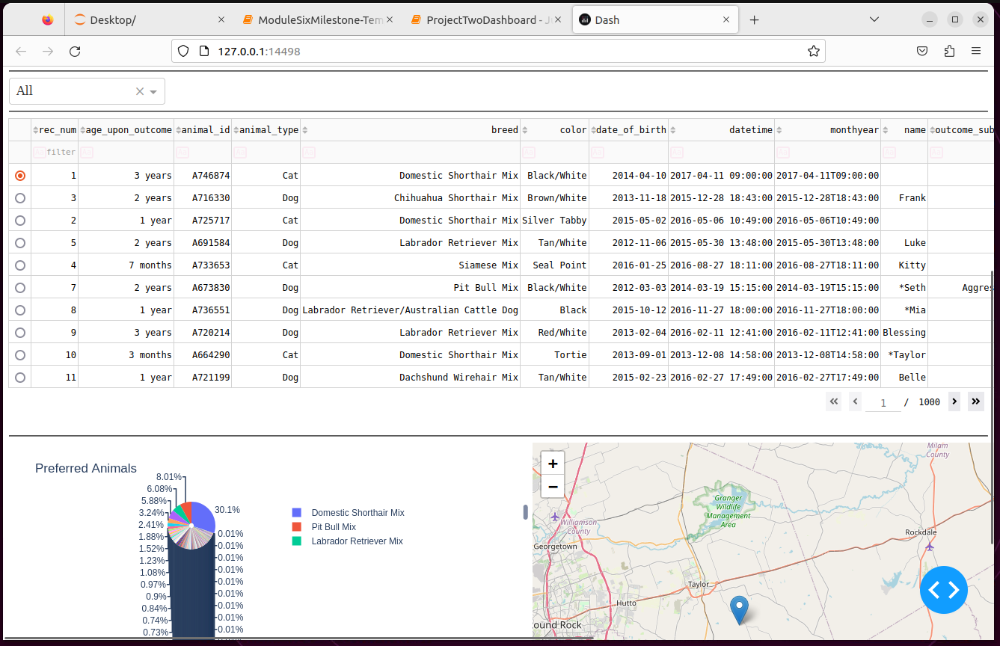 Desktop/ ModuleSixMilestone-Tem ProjectTwoDashboard - J Dash
127.0.0.1:14498
All
rec_num age_upon_outcome animal_id animal_type breed color date_of_birth datetime monthyear name outcome_sub
filter
1 3 years A746874 Cat Domestic Shorthair Mix Black/White 2014-04-10 2017-04-11 09:00:00 2017-04-11T09:00:00
3 2 years A716330 Dog Chihuahua Shorthair Mix Brown/White 2013-11-18 2015-12-28 18:43:00 2015-12-28T18:43:00 Frank
2 1 year A725717 Cat Domestic Shorthair Mix Silver Tabby 2015-05-02 2016-05-06 10:49:00 2016-05-06T10:49:00
5 2 years A691584 Dog Labrador Retriever Mix Tan/White 2012-11-06 2015-05-30 13:48:00 2015-05-30T13:48:00 Luke
4 7 months A733653 Cat Siamese Mix Seal Point 2016-01-25 2016-08-27 18:11:00 2016-08-27T18:11:00 Kitty
7 2 years A673830 Dog Pit Bull Mix Black/White 2012-03-03 2014-03-19 15:15:00 2014-03-19T15:15:00 *Seth Aggres
8 1 year A736551 Dog Labrador Retriever/Australian Cattle Dog Black 2015-10-12 2016-11-27 18:00:00 2016-11-27T18:00:00 *Mia
9 3 years A720214 Dog Labrador Retriever Mix Red/White 2013-02-04 2016-02-11 12:41:00 2016-02-11T12:41:00 Blessing
10 3 months A664290 Cat Domestic Shorthair Mix Tortie 2013-09-01 2013-12-08 14:58:00 2013-12-08T14:58:00 *Taylor
11 1 year A721199 Dog Dachshund Wirehair Mix Tan/White 2015-02-23 2016-02-27 17:49:00 2016-02-27T17:49:00 Belle
« ‹ 1 / 1000 › »
Preferred Animals
8.01%
6.08%
5.88%
3.24%
2.41%
1.88%
1.52%
1.23%
1.08%
0.97%
0.9%
0.84%
0.74%
0.73%
30.1%
0.01%
0.01%
0.01%
0.01%
0.01%
0.01%
0.01%
0.01%
0.01%
Domestic Shorthair Mix
Pit Bull Mix
Labrador Retriever Mix
+
−
Milam
County
Granger
Wildlife
Management
Area
Williamson
County
Rockdale
Georgetown
Taylor
Hutto
ound Rock